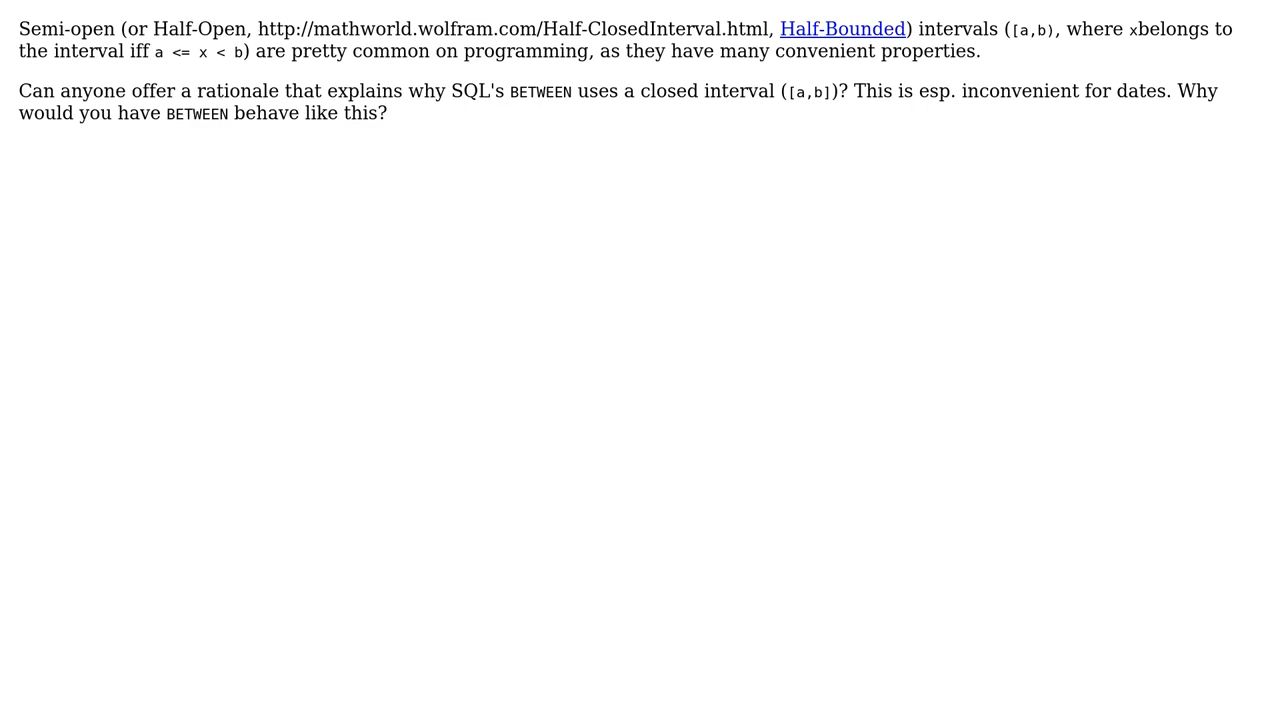 Semi-open (or Half-Open, http://mathworld.wolfram.com/Half-ClosedInterval.html, Half-Bounded) intervals ([a,b), where xbelongs to
the interval iff a <= x < b) are pretty common on programming, as they have many convenient properties.
Can anyone offer a rationale that explains why SQL's BETWEEN uses a closed interval ([a,b])? This is esp. inconvenient for dates. Why
would you have BETWEEN behave like this?